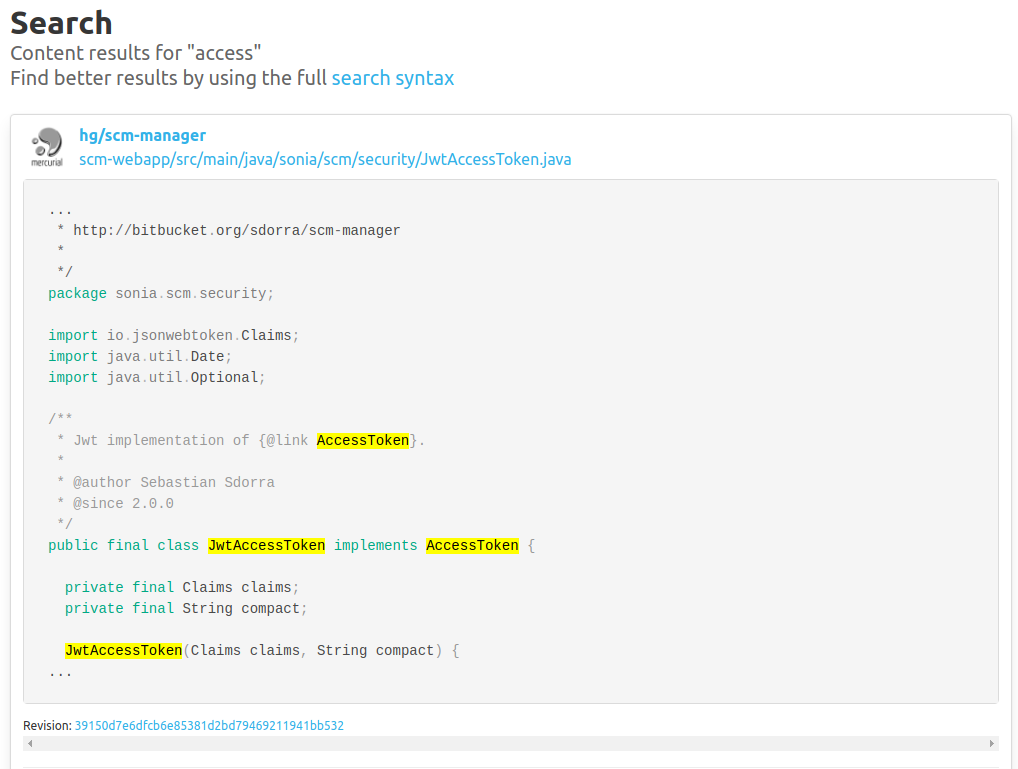 Search
Content results for "access"
Find better results by using the full search syntax
mercurial
hg/scm-manager
scm-webapp/src/main/java/sonia/scm/security/JwtAccessToken.java
...
 * http://bitbucket.org/sdorra/scm-manager
 *
 */
package sonia.scm.security;

import io.jsonwebtoken.Claims;
import java.util.Date;
import java.util.Optional;

/**
 * Jwt implementation of {@link AccessToken}.
 *
 * @author Sebastian Sdorra
 * @since 2.0.0
 */
public final class JwtAccessToken implements AccessToken {

  private final Claims claims;
  private final String compact;

  JwtAccessToken(Claims claims, String compact) {
...
Revision: 39150d7e6dfcb6e85381d2bd79469211941bb532